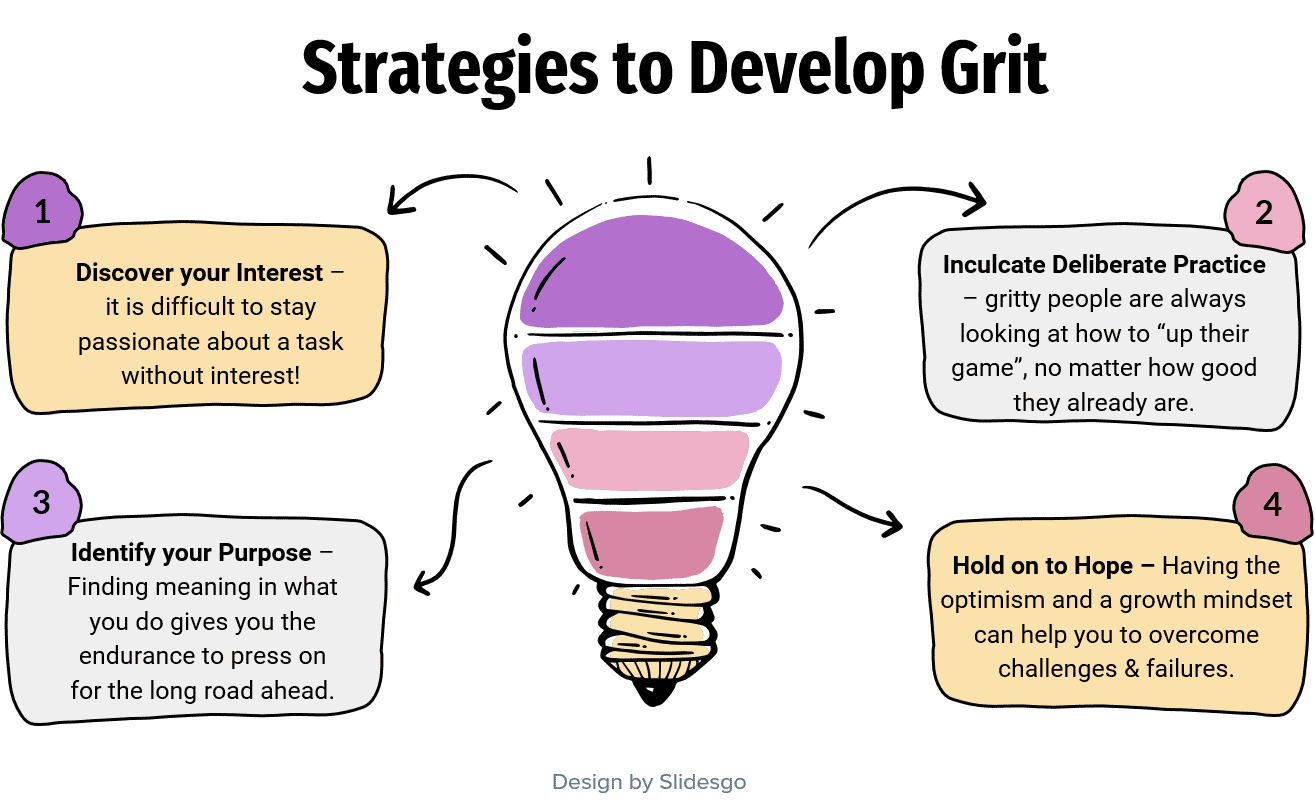 Strategies to Develop Grit
1
Discover your Interest –
it is difficult to stay
passionate about a task
without interest!
2
Inculcate Deliberate Practice
– gritty people are always
looking at how to “up their
game”, no matter how good
they already are.
3
Identify your Purpose –
Finding meaning in what
you do gives you the
endurance to press on
for the long road ahead.
4
Hold on to Hope – Having the
optimism and a growth mindset
can help you to overcome
challenges & failures.
Design by Slidesgo